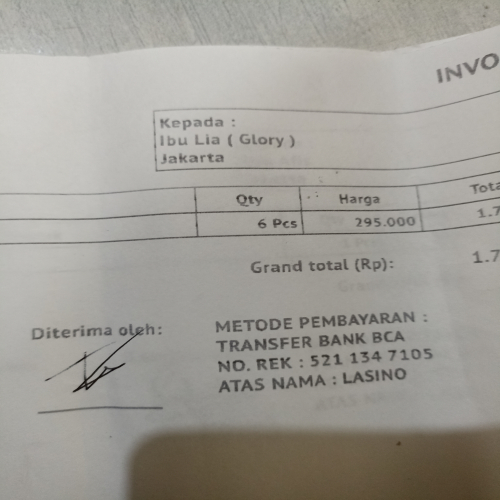 INVO
Kepada :
Ibu Lia ( Glory )
Jakarta
Qty Harga Tota
6 Pcs 295.000 1.7
Grand total (Rp): 1.7
Diterima oleh:
METODE PEMBAYARAN :
TRANSFER BANK BCA
NO. REK : 521 134 7105
ATAS NAMA : LASINO